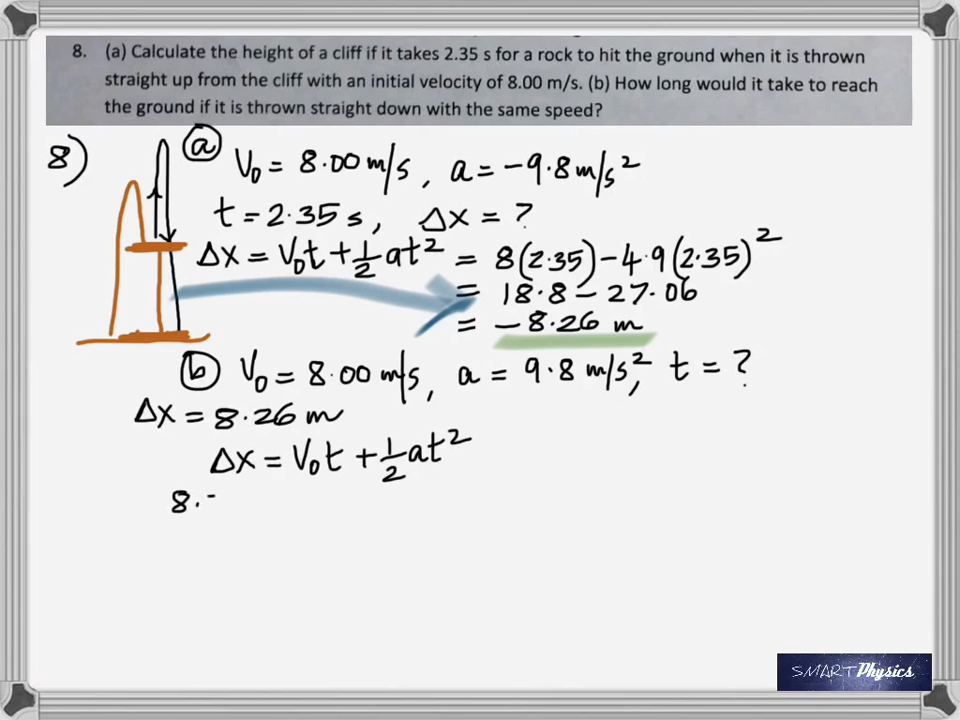 8. (a) Calculate the height of a cliff if it takes 2.35 s for a rock to hit the ground when it is thrown
straight up from the cliff with an initial velocity of 8.00 m/s. (b) How long would it take to reach
the ground if it is thrown straight down with the same speed?
8) (a) V₀ = 8.00 m/s, a = -9.8 m/s²
t = 2.35 s, Δx = ?
Δx = V₀t + 1/2 at² = 8(2.35) - 4.9(2.35)²
= 18.8 - 27.06
= -8.26 m
(b) V₀ = 8.00 m/s, a = 9.8 m/s², t = ?
Δx = 8.26 m
Δx = V₀t + 1/2 at²
8.
SMART Physics